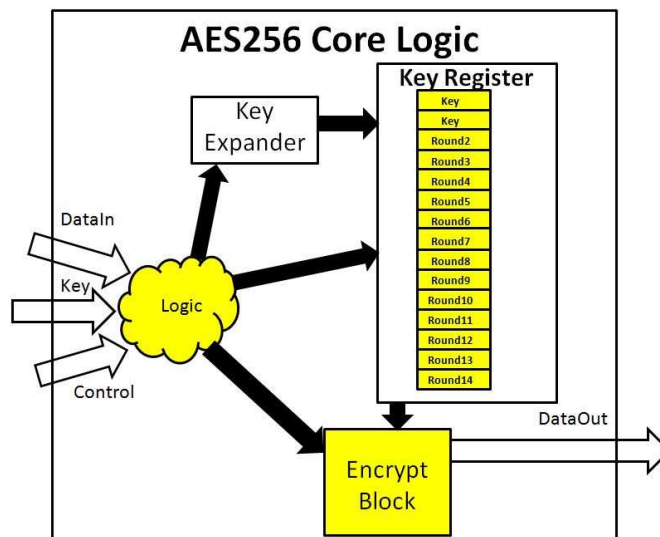 AES256 Core Logic
Key Register
Key
Expander
Key
Key
Round2
Round3
Round4
Round5
Round6
Round7
Round8
Round9
Round10
Round11
Round12
Round13
Round14
DataIn
Key
Logic
Control
DataOut
Encrypt
Block